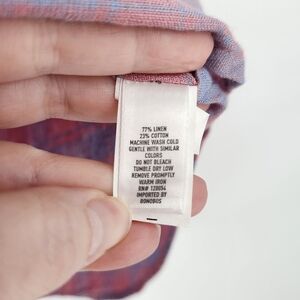 77% LINEN
23% COTTON
MACHINE WASH COLD
GENTLE WITH SIMILAR
COLORS
DO NOT BLEACH
TUMBLE DRY LOW
REMOVE PROMPTLY
WARM IRON
BN# 128054
IMPORTED BY
BONOBOS